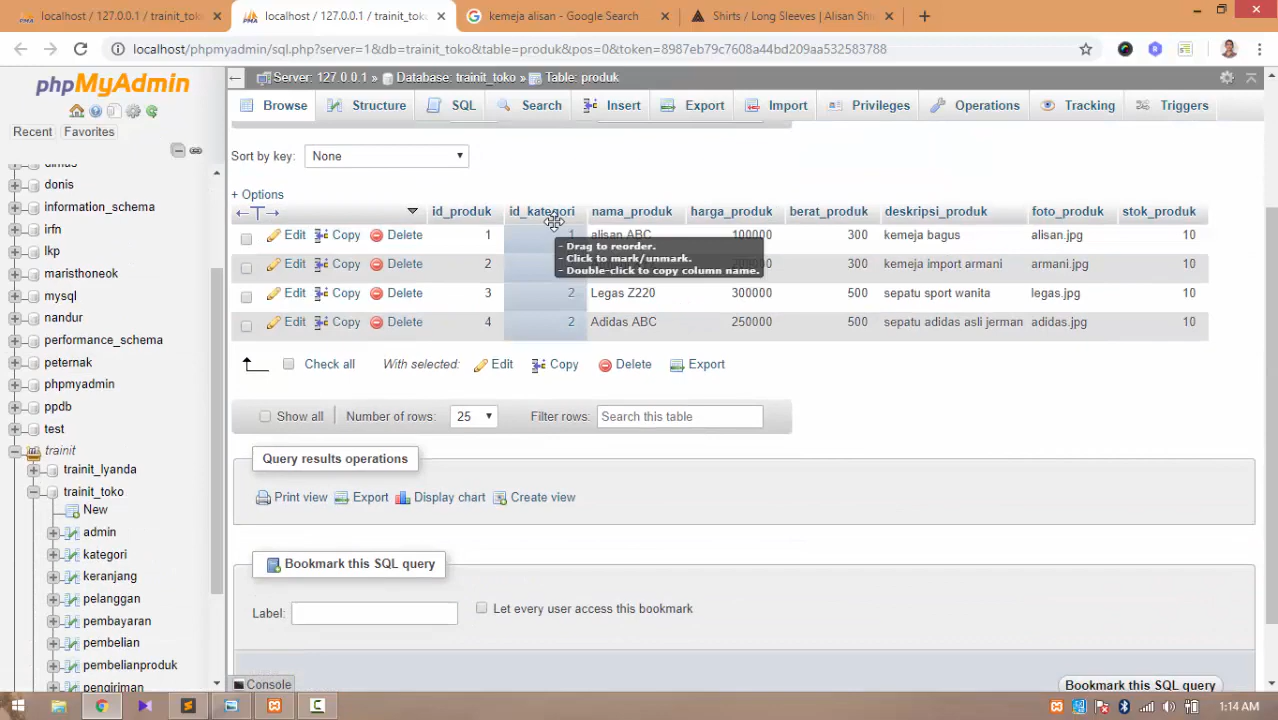 localhost / 127.0.0.1 / trainit_tok
localhost / 127.0.0.1 / trainit_tok
kemeja alisan - Google Search
Shirts / Long Sleeves | Alisan Shi
localhost/phpmyadmin/sql.php?server=1&db=trainit_toko&table=produk&pos=0&token=8987eb79c7608a44bd209aa532583788
phpMyAdmin
Server: 127.0.0.1 » Database: trainit_toko » Table: produk
Browse Structure SQL Search Insert Export Import Privileges Operations Tracking Triggers
Recent Favorites
dimas
donis
information_schema
irfn
lkp
maristhoneok
mysql
nandur
performance_schema
peternak
phpmyadmin
ppdb
test
trainit
trainit_lyanda
trainit_toko
New
admin
kategori
keranjang
pelanggan
pembayaran
pembelian
pembelianproduk
pengiriman
Sort by key: None
+ Options
id_produk id_kategori nama_produk harga_produk berat_produk deskripsi_produk foto_produk stok_produk
Edit Copy Delete 1 1 alisan ABC 100000 300 kemeja bagus alisan.jpg 10
Edit Copy Delete 2 300 kemeja import armani armani.jpg 10
Edit Copy Delete 3 2 Legas Z220 300000 500 sepatu sport wanita legas.jpg 10
Edit Copy Delete 4 2 Adidas ABC 250000 500 sepatu adidas asli jerman adidas.jpg 10
- Drag to reorder.
- Click to mark/unmark.
- Double-click to copy column name.
Check all With selected: Edit Copy Delete Export
Show all Number of rows: 25 Filter rows: Search this table
Query results operations
Print view Export Display chart Create view
Bookmark this SQL query
Label: Let every user access this bookmark
Console
Bookmark this SQL query
1:14 AM